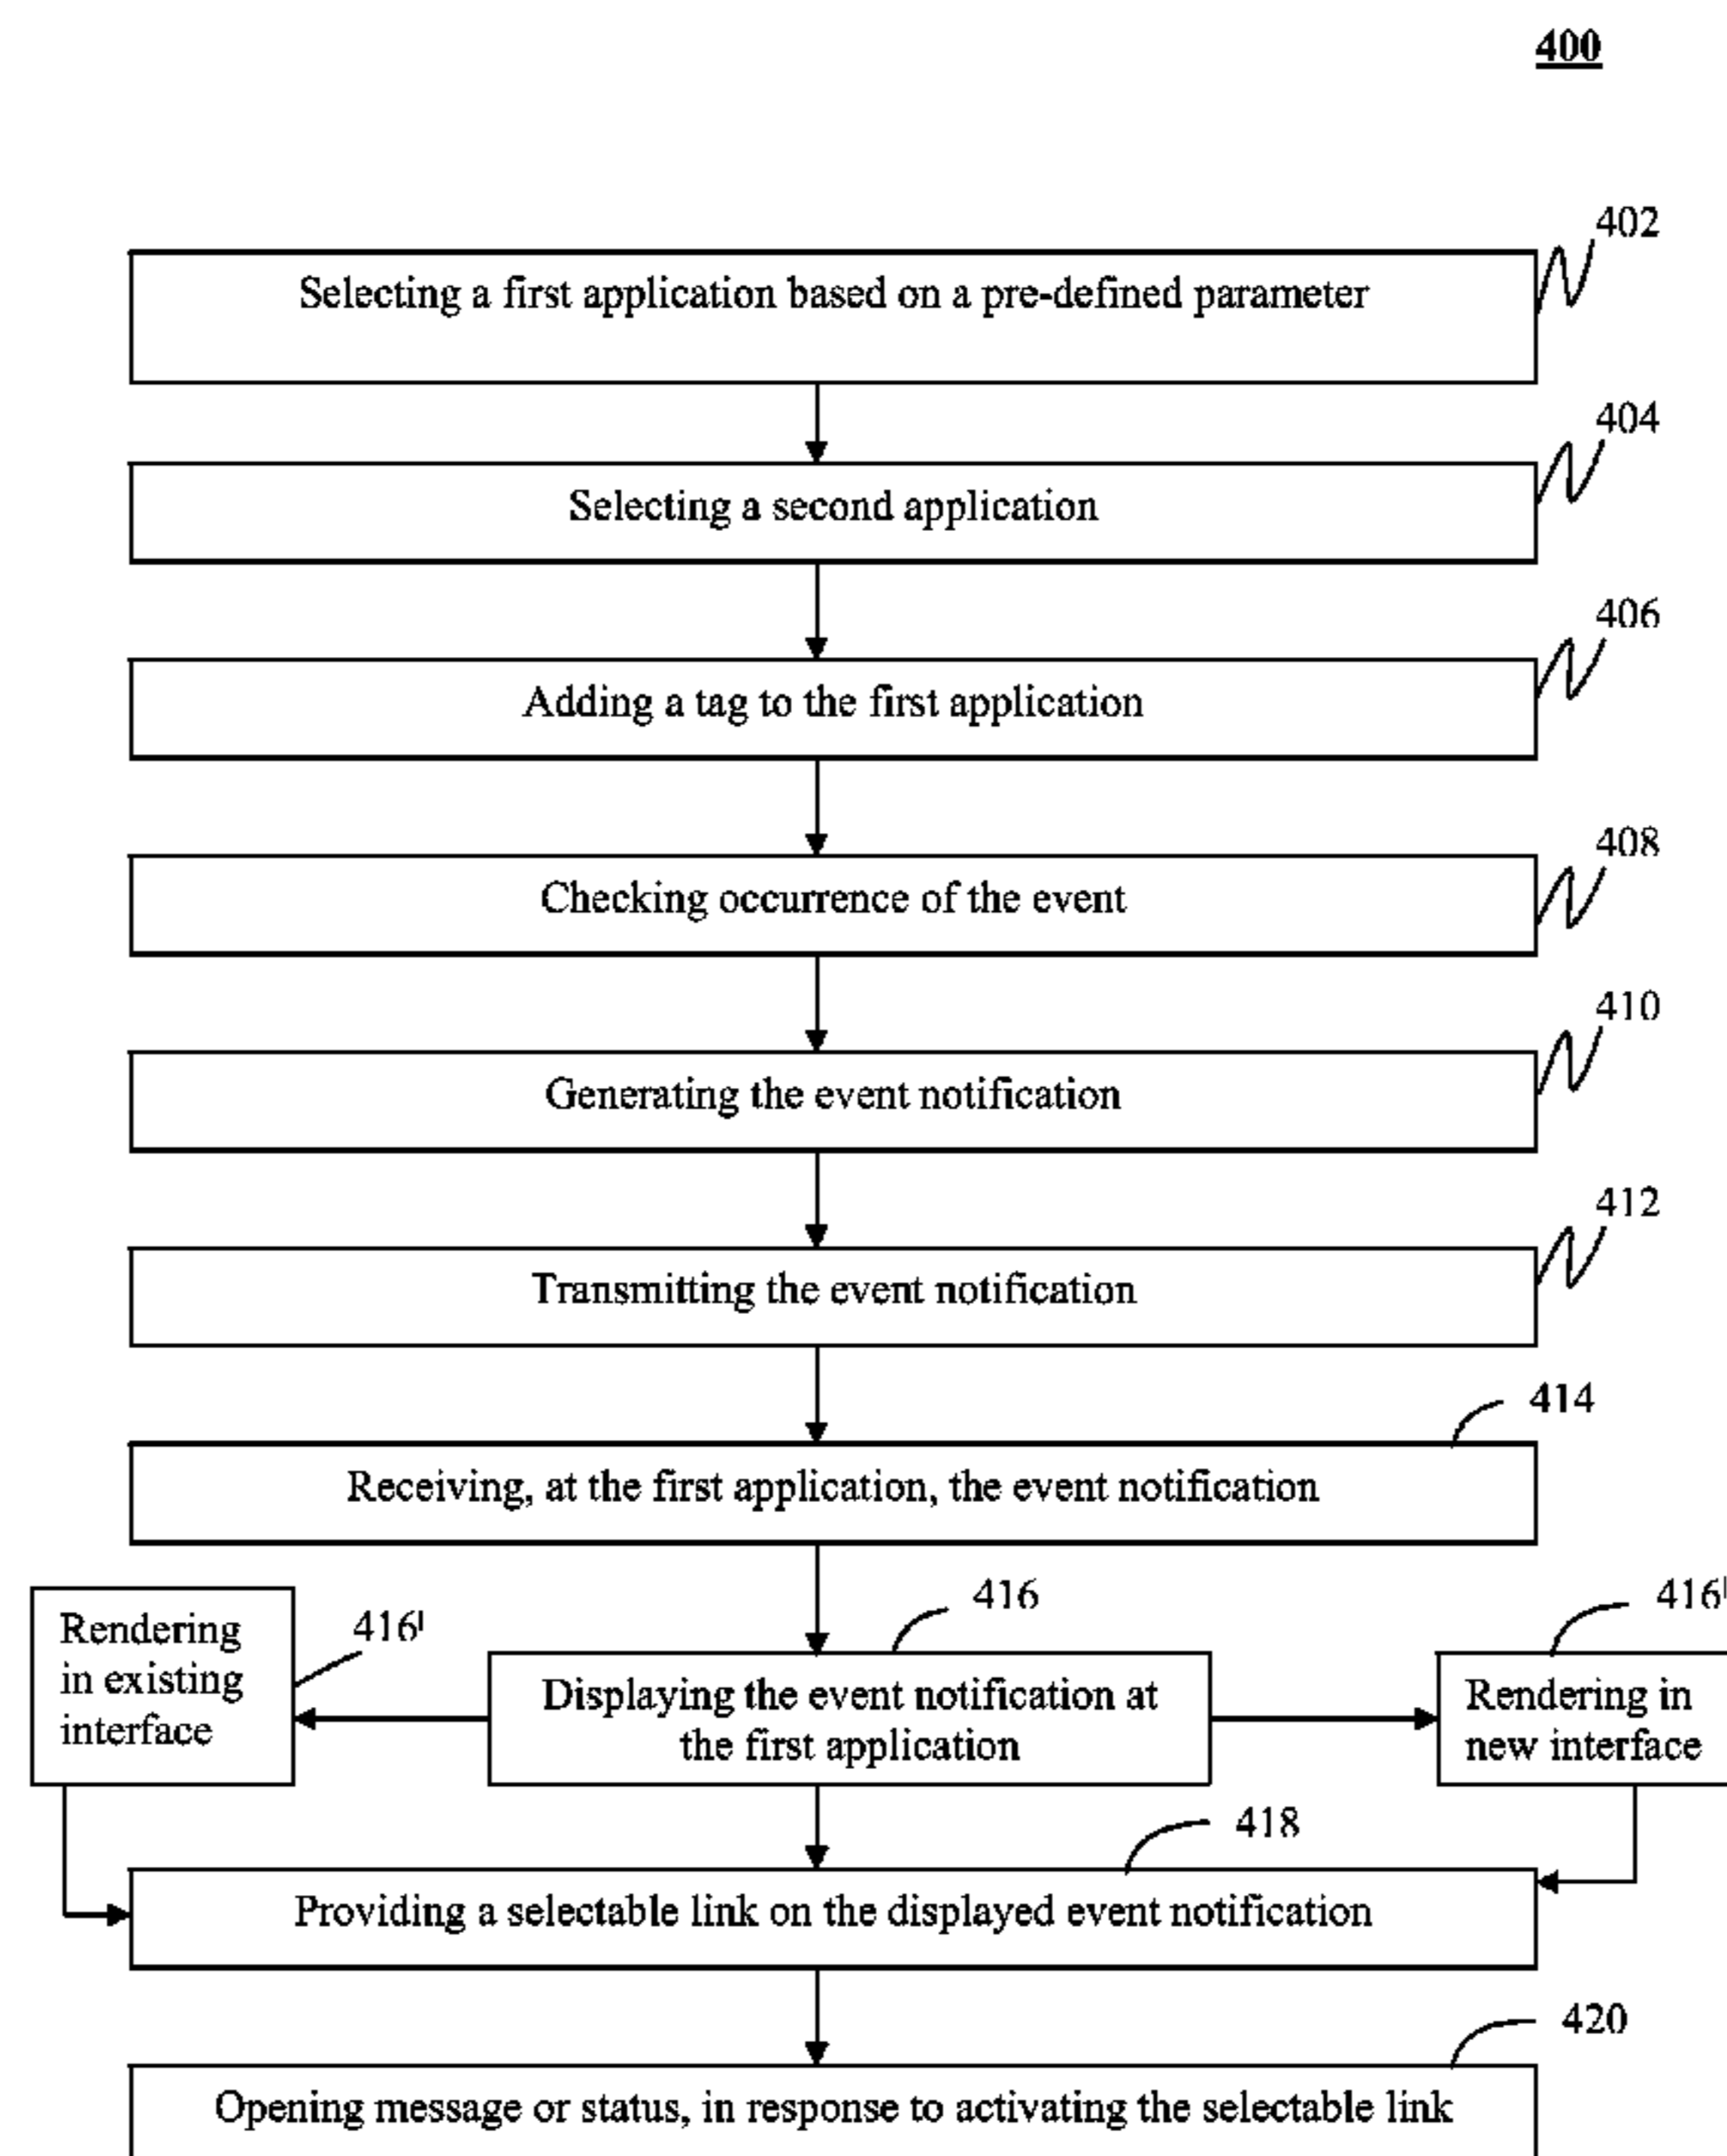 400
402
Selecting a first application based on a pre-defined parameter
404
Selecting a second application
406
Adding a tag to the first application
408
Checking occurrence of the event
410
Generating the event notification
412
Transmitting the event notification
414
Receiving, at the first application, the event notification
Rendering
in existing
interface
416ˡ
416
Displaying the event notification at
the first application
416ˡ
Rendering in
new interface
418
Providing a selectable link on the displayed event notification
420
Opening message or status, in response to activating the selectable link